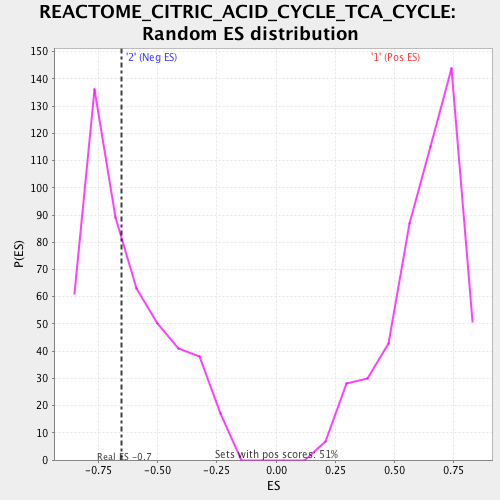 REACTOME_CITRIC_ACID_CYCLE_TCA_CYCLE:
Random ES distribution
'2' (Neg ES)
'1' (Pos ES)
P(ES)
150
140
130
120
110
100
90
80
70
60
50
40
30
20
10
0
Real ES -0.7
Sets with pos scores: 51%
-0.75 -0.50 -0.25 0.00 0.25 0.50 0.75
ES